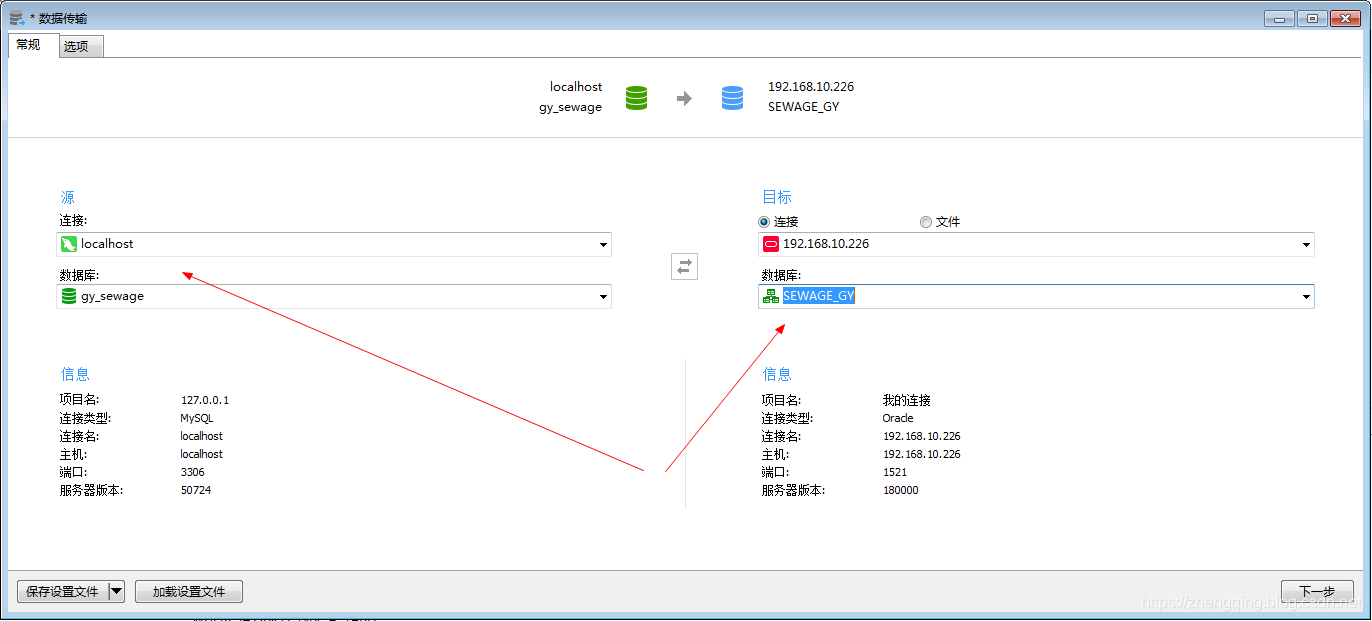 * 数据传输
常规
选项
localhost
gy_sewage
192.168.10.226
SEWAGE_GY
源
连接:
localhost
数据库:
gy_sewage
目标
连接
文件
192.168.10.226
数据库:
SEWAGE_GY
信息
项目名: 127.0.0.1
连接类型: MySQL
连接名: localhost
主机: localhost
端口: 3306
服务器版本: 50724
信息
项目名: 我的连接
连接类型: Oracle
连接名: 192.168.10.226
主机: 192.168.10.226
端口: 1521
服务器版本: 180000
保存设置文件
加载设置文件
下一步
https://zhengqing.blog.csdn.net